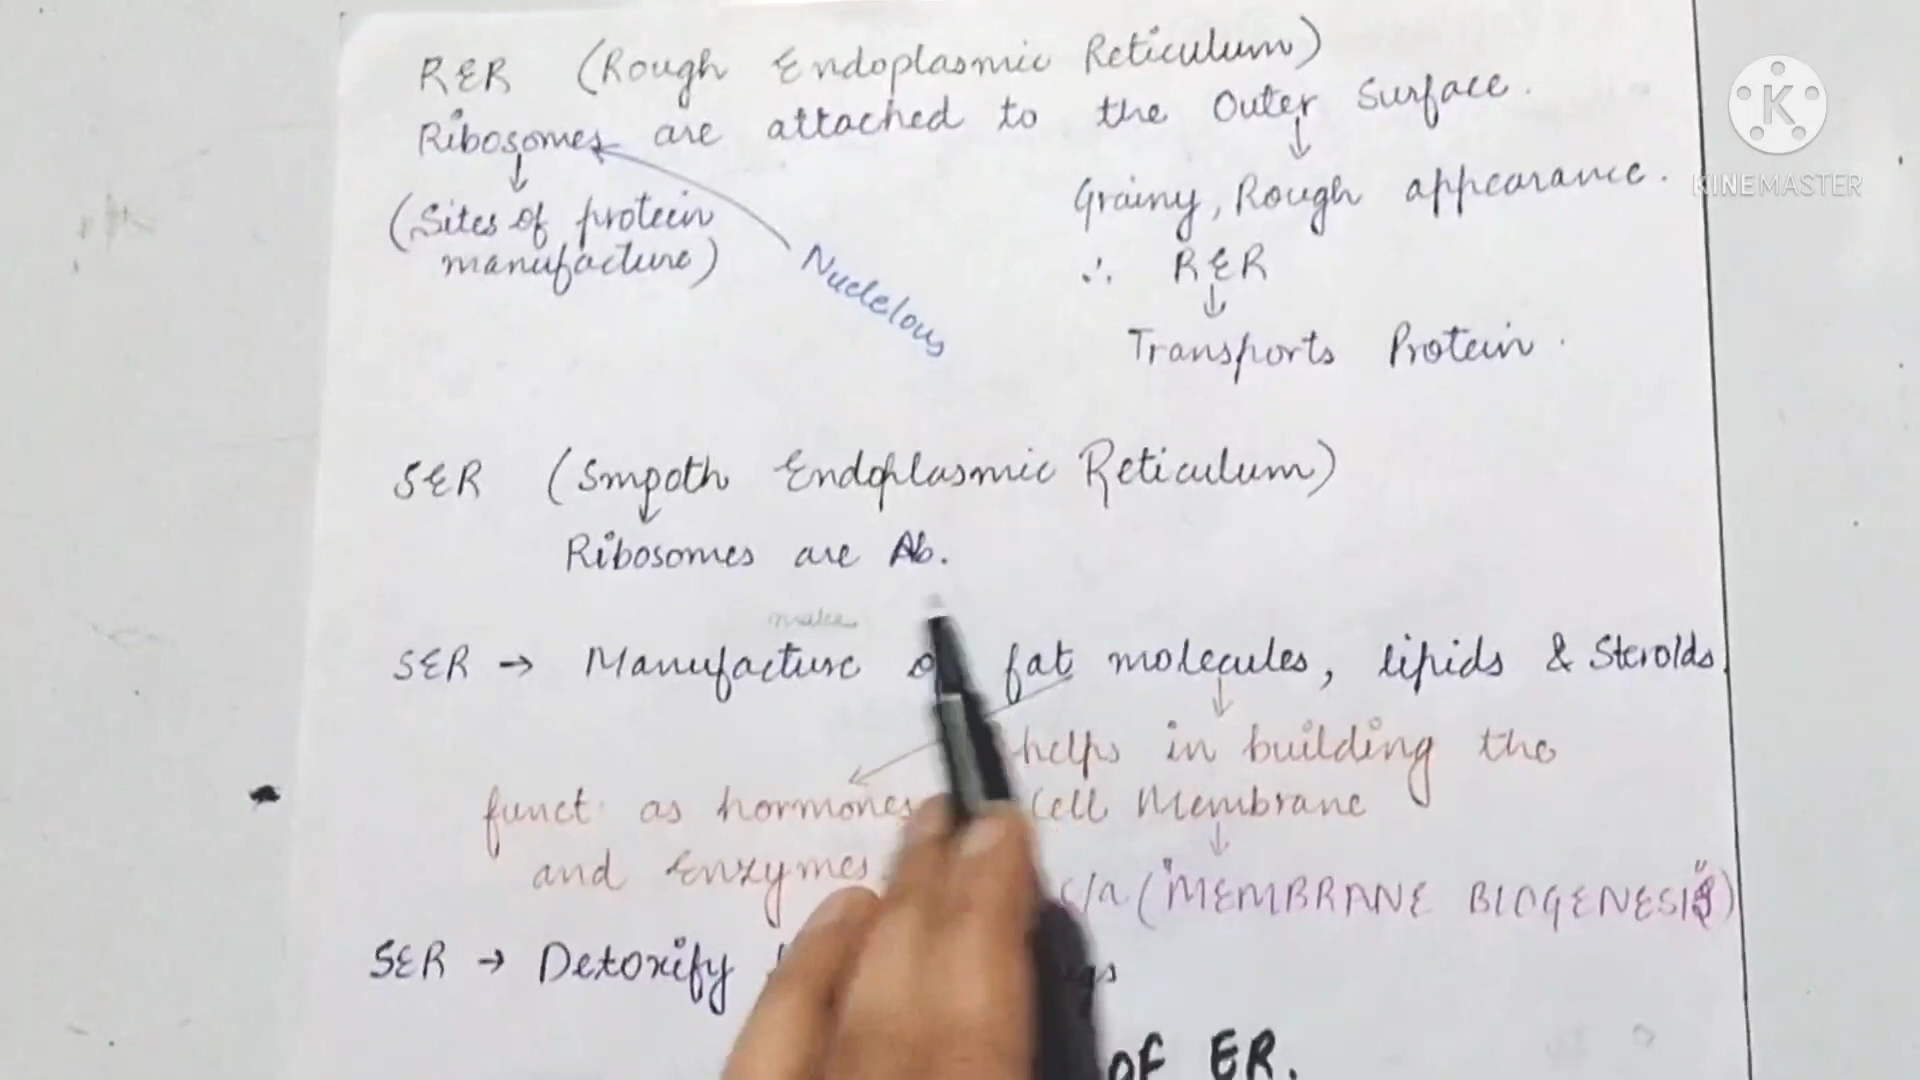 RER (Rough Endoplasmic Reticulum)
Ribosomes are attached to the Outer Surface.
(Sites of protein
manufacture)
Nuclelous
Grainy, Rough appearance.
∴ RER
Transports Protein.
SER (Smooth Endoplasmic Reticulum)
Ribosomes are Ab.
make
SER → Manufacture fat molecules, lipids & Steroids.
helps in building the
Cell Membrane
funct. as hormones
and Enzymes
c/a ("MEMBRANE BIOGENESIS")
SER → Detoxify
OF ER.
K
KINEMASTER